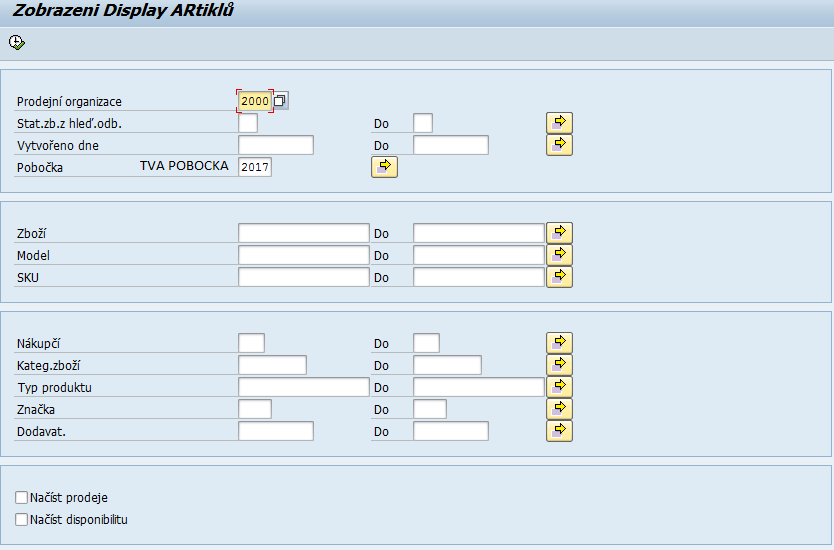 Zobrazeni Display ARtiklů
Prodejní organizace 2000
Stat.zb.z hleď.odb. Do
Vytvořeno dne Do
Pobočka TVA POBOCKA 2017
Zboží Do
Model Do
SKU Do
Nákupčí Do
Kateg.zboží Do
Typ produktu Do
Značka Do
Dodavat. Do
Načíst prodeje
Načíst disponibilitu